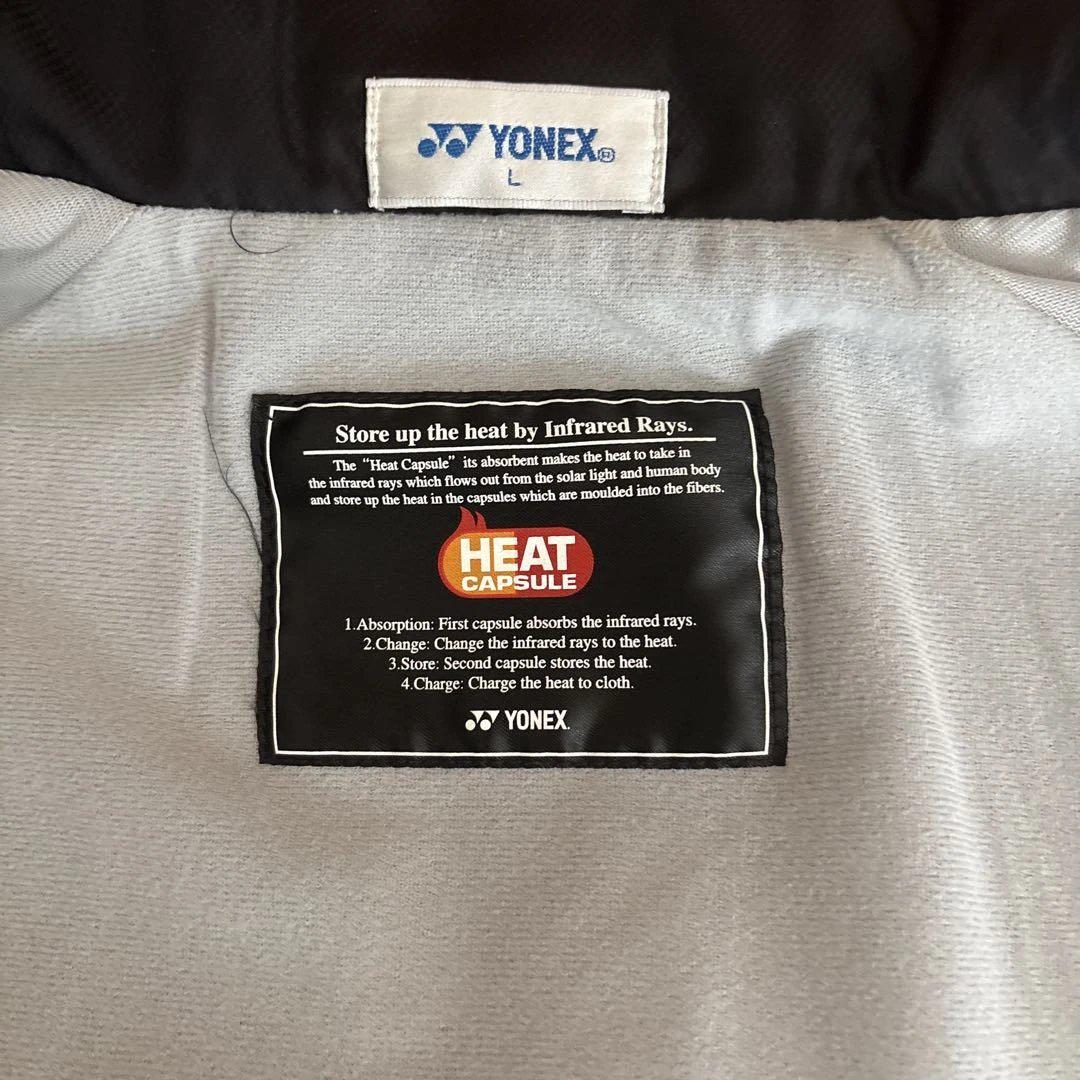 YONEX®
L
Store up the heat by Infrared Rays.
The “Heat Capsule” its absorbent makes the heat to take in
the infrared rays which flows out from the solar light and human body
and store up the heat in the capsules which are moulded into the fibers.
HEAT
CAPSULE
1.Absorption: First capsule absorbs the infrared rays.
2.Change: Change the infrared rays to the heat.
3.Store: Second capsule stores the heat.
4.Charge: Charge the heat to cloth.
YONEX.